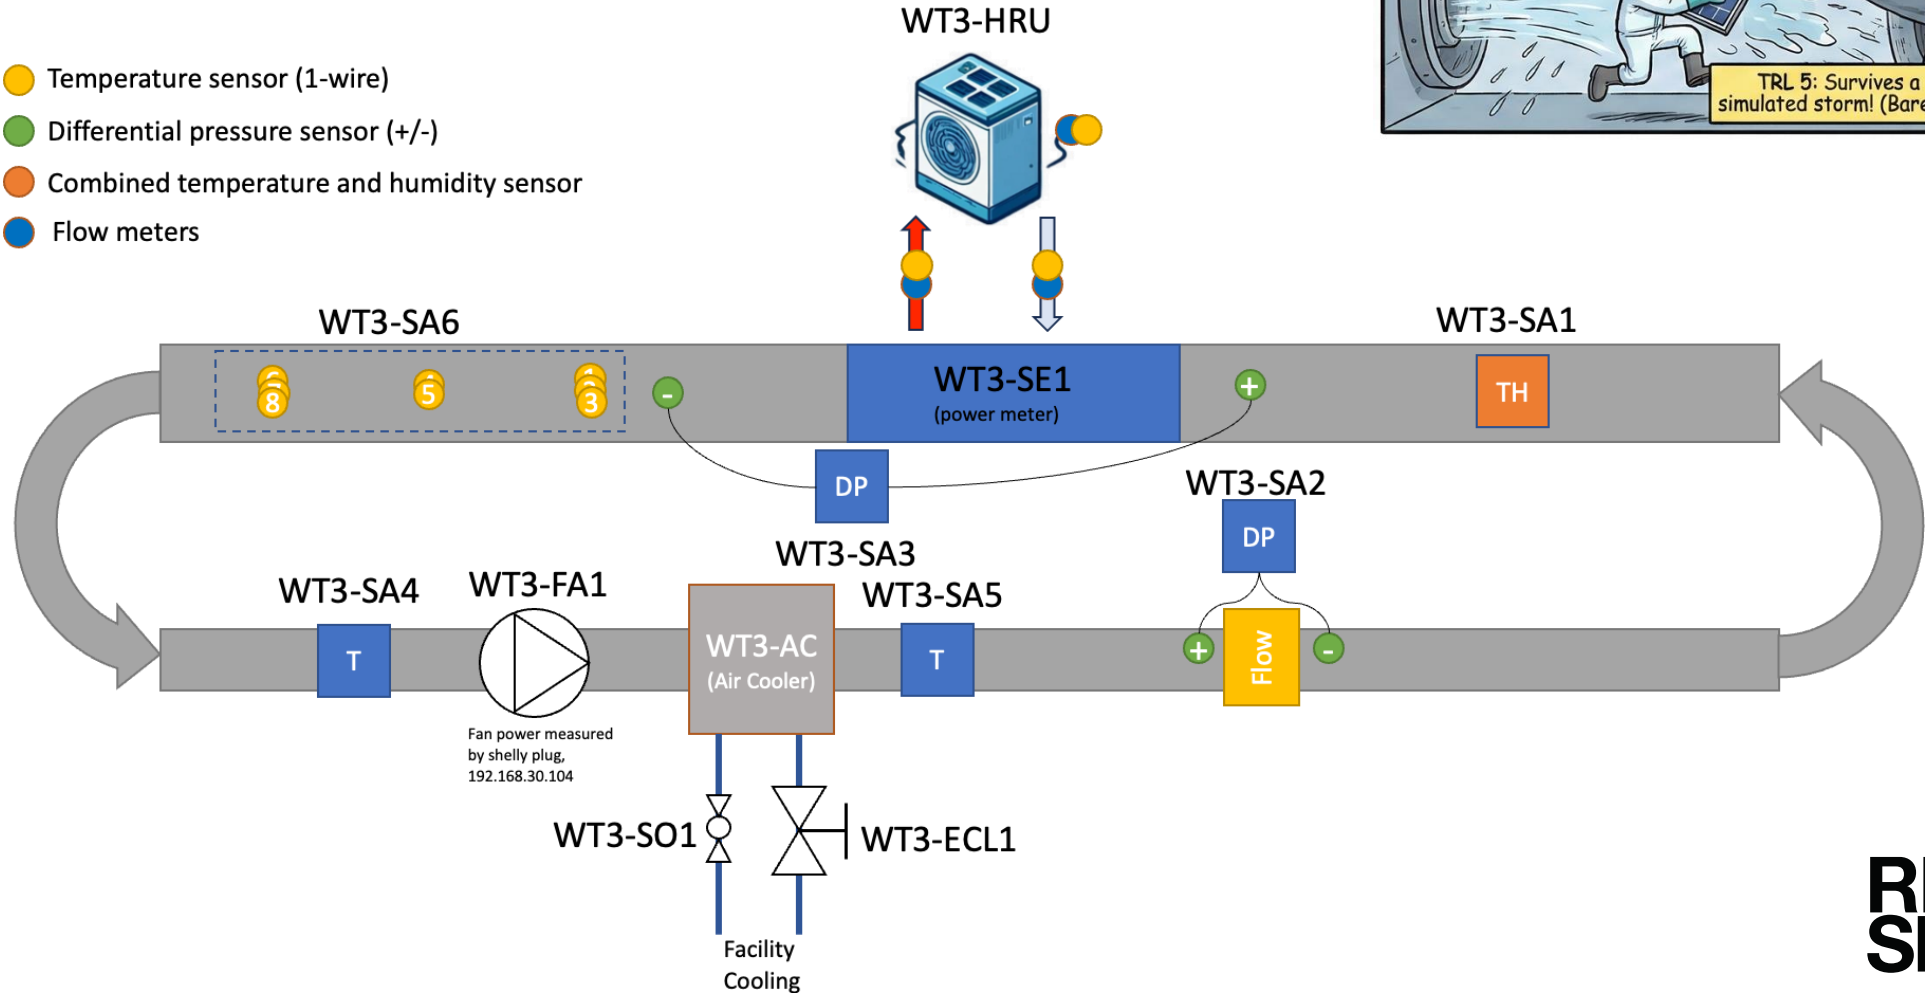 WT3-HRU
Temperature sensor (1-wire)
Differential pressure sensor (+/-)
Combined temperature and humidity sensor
Flow meters
TRL 5: Survives a
simulated storm! (Bare
WT3-SA6
WT3-SA1
8
5
3
-
WT3-SE1
(power meter)
+
TH
DP
WT3-SA2
DP
WT3-SA3
WT3-SA4
WT3-FA1
WT3-SA5
T
WT3-AC
(Air Cooler)
T
+
Flow
-
Fan power measured
by shelly plug,
192.168.30.104
WT3-SO1
WT3-ECL1
Facility
Cooling